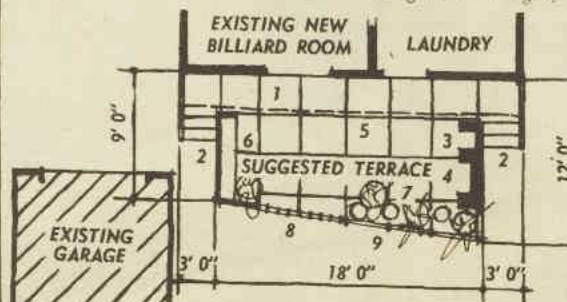 EXISTING NEW
BILLIARD ROOM
LAUNDRY
1
9' 0"
2
6
5
3
2
12' 0"
SUGGESTED TERRACE
4
7
8
9
EXISTING
GARAGE
3' 0"
18' 0"
3' 0"